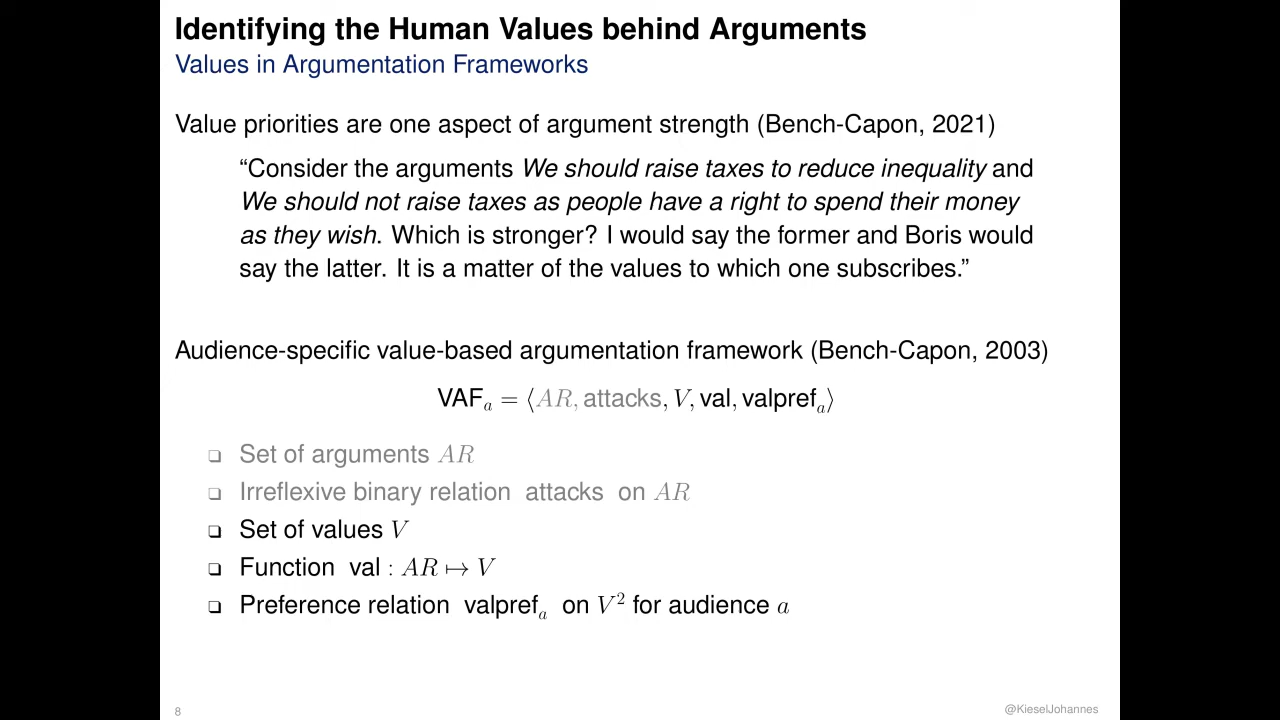 Identifying the Human Values behind Arguments
Values in Argumentation Frameworks
Value priorities are one aspect of argument strength (Bench-Capon, 2021)
“Consider the arguments We should raise taxes to reduce inequality and
We should not raise taxes as people have a right to spend their money
as they wish. Which is stronger? I would say the former and Boris would
say the latter. It is a matter of the values to which one subscribes.”
Audience-specific value-based argumentation framework (Bench-Capon, 2003)
VAFₐ = ⟨AR, attacks, V, val, valprefₐ⟩
❑ Set of arguments AR
❑ Irreflexive binary relation attacks on AR
❑ Set of values V
❑ Function val : AR ↦ V
❑ Preference relation valprefₐ on V² for audience a
8
@KieselJohannes